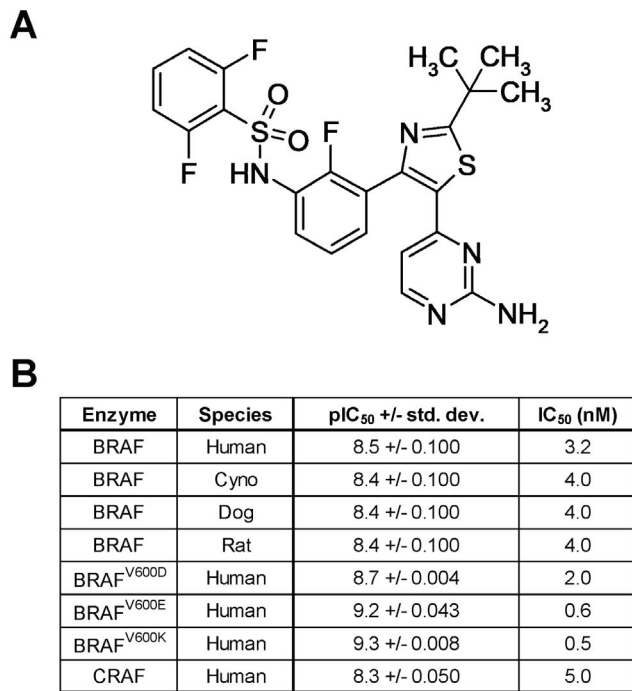 A
F
F
S
O
O
HN
F
N
S
H₃C
CH₃
CH₃
N
N
NH₂
B
Enzyme Species pIC₅₀ +/- std. dev. IC₅₀ (nM)
BRAF Human 8.5 +/- 0.100 3.2
BRAF Cyno 8.4 +/- 0.100 4.0
BRAF Dog 8.4 +/- 0.100 4.0
BRAF Rat 8.4 +/- 0.100 4.0
BRAFⱽ⁶⁰⁰ᴰ Human 8.7 +/- 0.004 2.0
BRAFⱽ⁶⁰⁰ᴱ Human 9.2 +/- 0.043 0.6
BRAFⱽ⁶⁰⁰ᴷ Human 9.3 +/- 0.008 0.5
CRAF Human 8.3 +/- 0.050 5.0